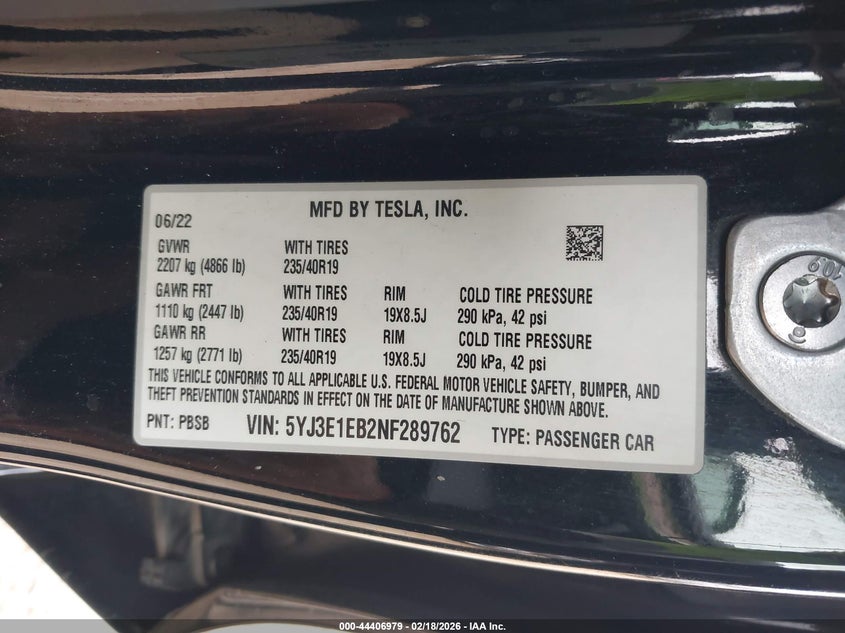 06/22 MFD BY TESLA, INC.
GVWR WITH TIRES
2207 kg (4866 lb) 235/40R19
GAWR FRT WITH TIRES RIM COLD TIRE PRESSURE
1110 kg (2447 lb) 235/40R19 19X8.5J 290 kPa, 42 psi
GAWR RR WITH TIRES RIM COLD TIRE PRESSURE
1257 kg (2771 lb) 235/40R19 19X8.5J 290 kPa, 42 psi
THIS VEHICLE CONFORMS TO ALL APPLICABLE U.S. FEDERAL MOTOR VEHICLE SAFETY, BUMPER, AND
THEFT PREVENTION STANDARDS IN EFFECT ON THE DATE OF MANUFACTURE SHOWN ABOVE.
PNT: PBSB VIN: 5YJ3E1EB2NF289762 TYPE: PASSENGER CAR
000-44406979 - 02/18/2026 - IAA Inc.